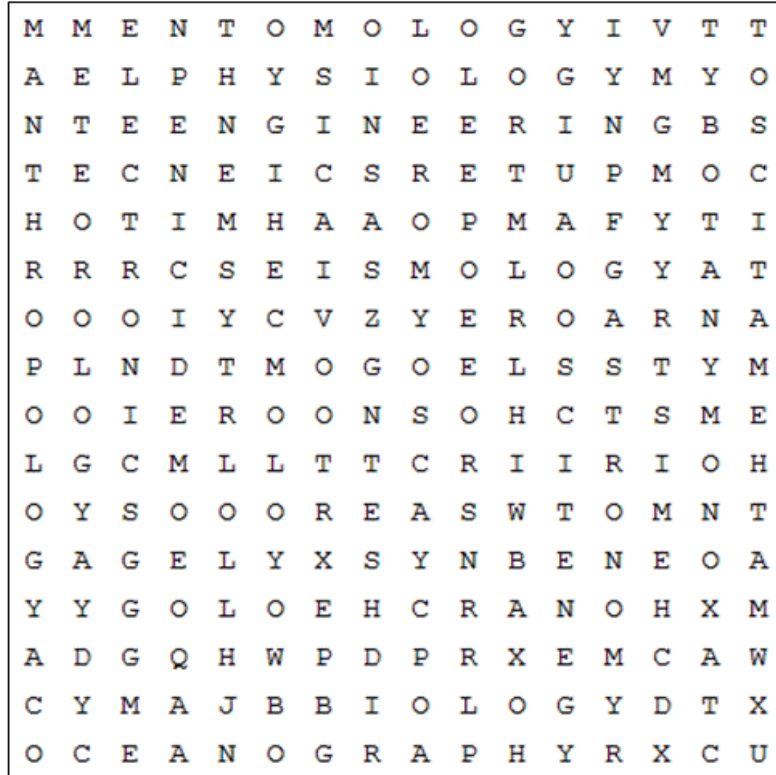 M M E N T O M O L O G Y I V T T
A E L P H Y S I O L O G Y M Y O
N T E E N G I N E E R I N G B S
T E C N E I C S R E T U P M O C
H O T I M H A A O P M A F Y T I
R R R C S E I S M O L O G Y A T
O O O I Y C V Z Y E R O A R N A
P L N D T M O G O E L S S T Y M
O O I E R O O N S O H C T S M E
L G C M L L T T C R I I R I O H
O Y S O O O R E A S W T O M N T
G A G E L Y X S Y N B E N E O A
Y Y G O L O E H C R A N O H X M
A D G Q H W P D P R X E M C A W
C Y M A J B B I O L O G Y D T X
O C E A N O G R A P H Y R X C U